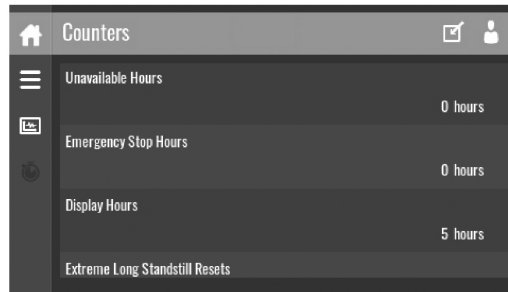 Counters
Unavailable Hours
0 hours
Emergency Stop Hours
0 hours
Display Hours
5 hours
Extreme Long Standstill Resets